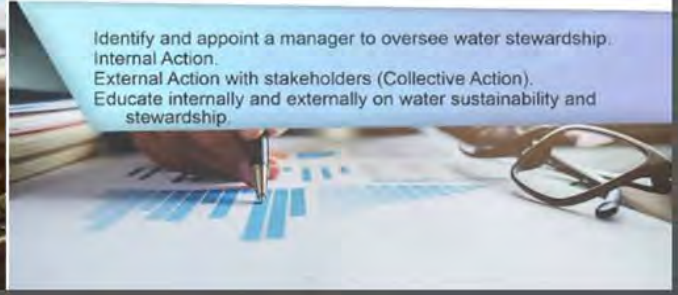 Identify and appoint a manager to oversee water stewardship.
Internal Action.
External Action with stakeholders (Collective Action).
Educate internally and externally on water sustainability and
stewardship.